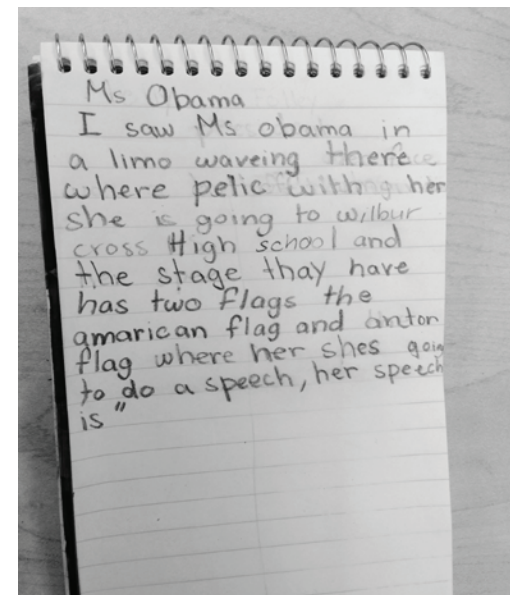 Ms Obama
I saw Ms obama in
a limo waveing there
where pelic with her
she is going to wilbur
cross High school and
the stage thay have
has two flags the
amarican flag and anton
flag where her shes goin
to do a speech, her speech
is "